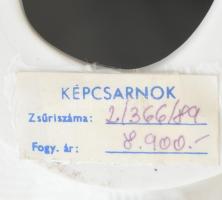 KÉPCSARNOK
Zsűriszáma: 2/366/89
Fogy. ár: 8.900.-